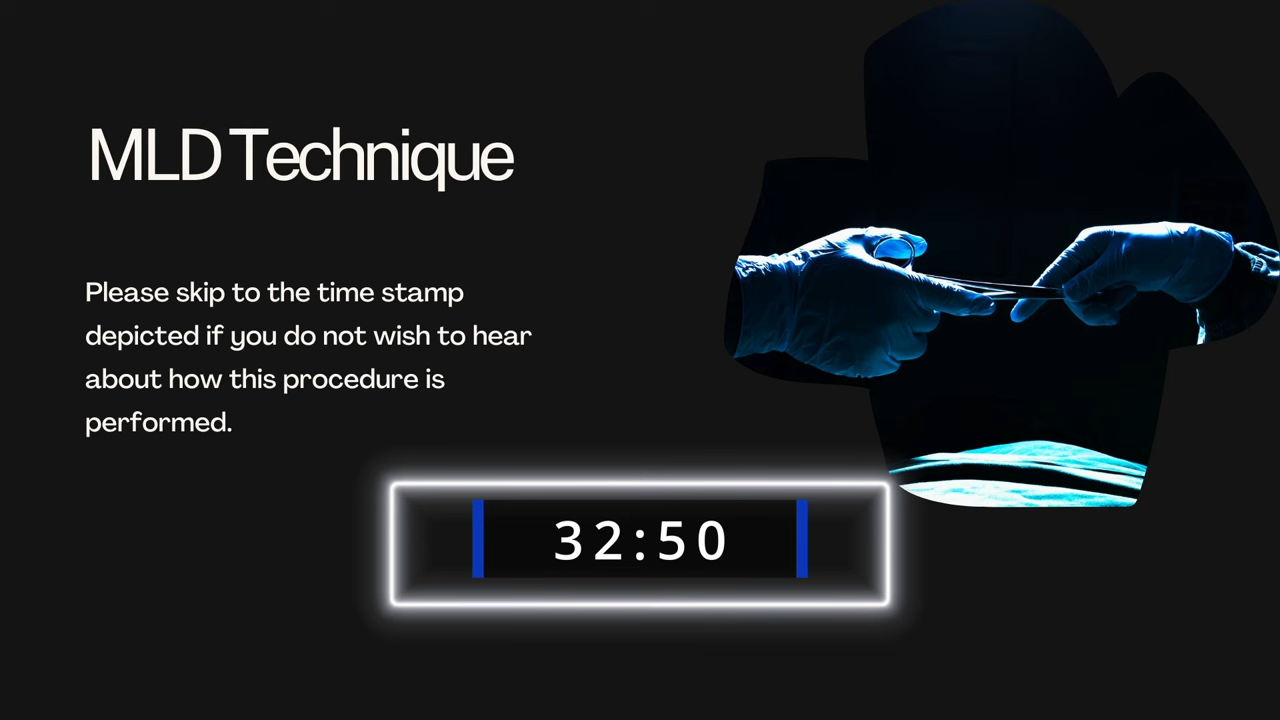 MLD Technique
Please skip to the time stamp
depicted if you do not wish to hear
about how this procedure is
performed.
32:50